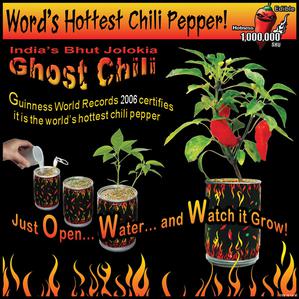 Word's Hottest Chili Pepper!
Edible
Hotness
1,000,000+
SHU
India's Bhut Jolokia
Ghost Chili
Guinness World Records 2006 certifies
it is the world's hottest chili pepper
Just Open... Water... and Watch it Grow!